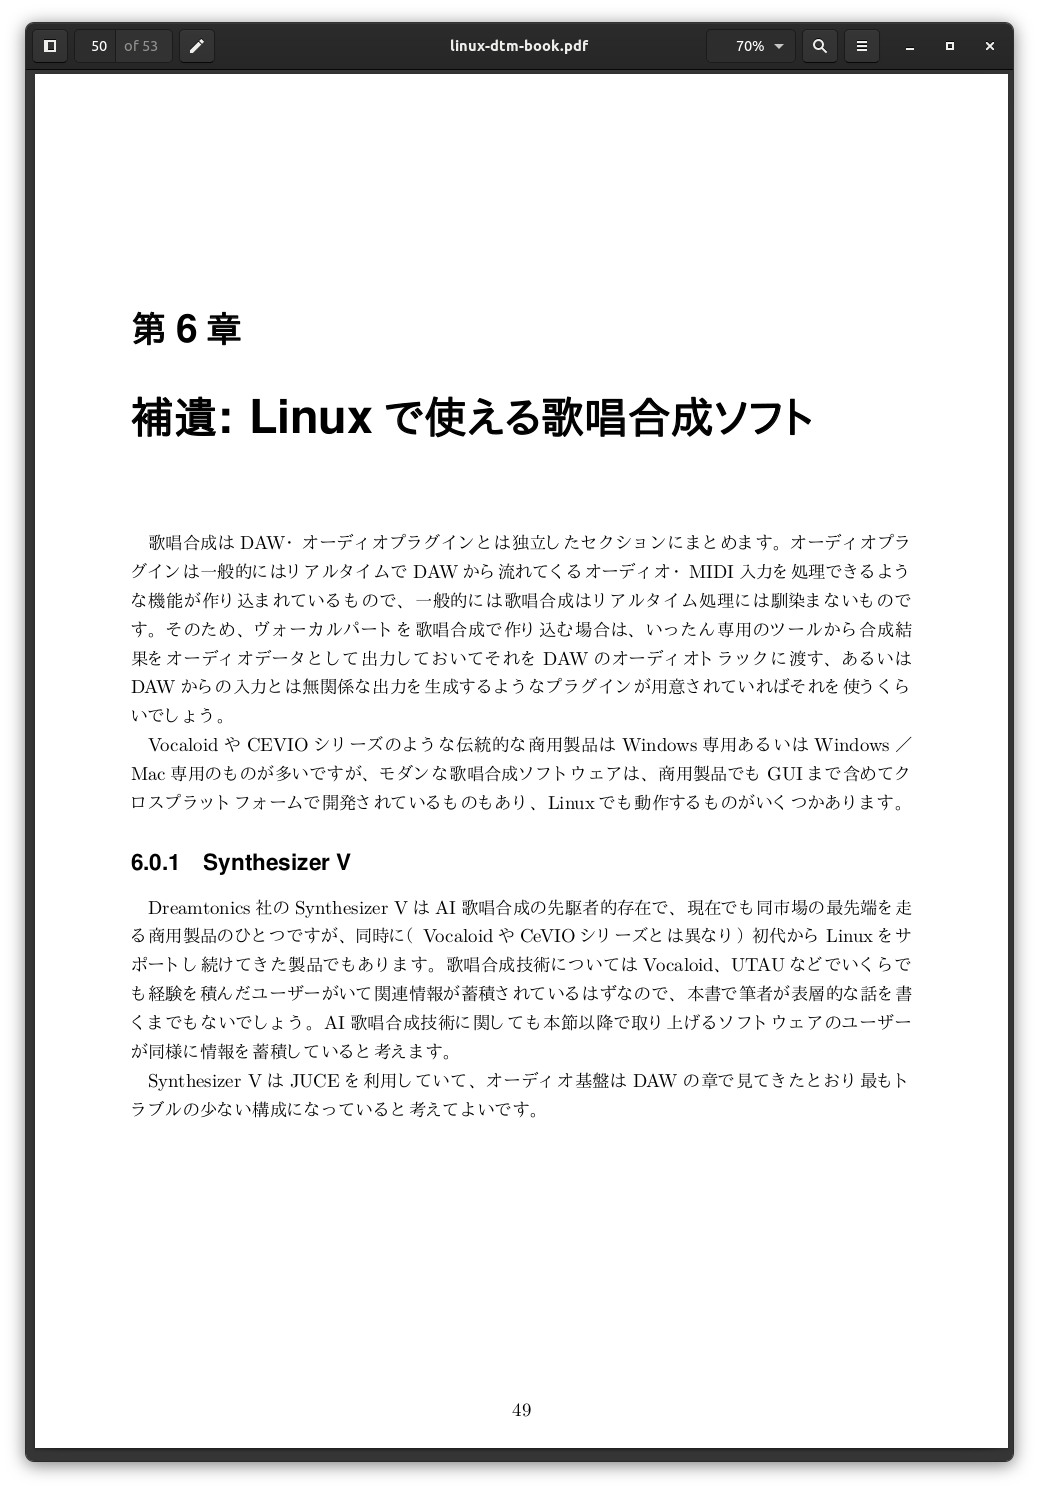 50 of 53 linux-dtm-book.pdf 70%
第 6 章
補遺: Linux で使える歌唱合成ソフト
歌唱合成は DAW・オーディオプラグインとは独立したセクションにまとめます。オーディオプラ
グインは一般的にはリアルタイムで DAW から流れてくるオーディオ・MIDI 入力を処理できるよう
な機能が作り込まれているもので、一般的には歌唱合成はリアルタイム処理には馴染まないもので
す。そのため、ヴォーカルパートを歌唱合成で作り込む場合は、いったん専用のツールから合成結
果をオーディオデータとして出力しておいてそれを DAW のオーディオトラックに渡す、あるいは
DAW からの入力とは無関係な出力を生成するようなプラグインが用意されていればそれを使うくら
いでしょう。
Vocaloid や CEVIO シリーズのような伝統的な商用製品は Windows 専用あるいは Windows ／
Mac 専用のものが多いですが、モダンな歌唱合成ソフトウェアは、商用製品でも GUI まで含めてク
ロスプラットフォームで開発されているものもあり、Linux でも動作するものがいくつかあります。
6.0.1 Synthesizer V
Dreamtonics 社の Synthesizer V は AI 歌唱合成の先駆者的存在で、現在でも同市場の最先端を走
る商用製品のひとつですが、同時に（Vocaloid や CeVIO シリーズとは異なり）初代から Linux をサ
ポートし続けてきた製品でもあります。歌唱合成技術については Vocaloid、UTAU などでいくらで
も経験を積んだユーザーがいて関連情報が蓄積されているはずなので、本書で筆者が表層的な話を書
くまでもないでしょう。AI 歌唱合成技術に関しても本節以降で取り上げるソフトウェアのユーザー
が同様に情報を蓄積していると考えます。
Synthesizer V は JUCE を利用していて、オーディオ基盤は DAW の章で見てきたとおり最もト
ラブルの少ない構成になっていると考えてよいです。
49